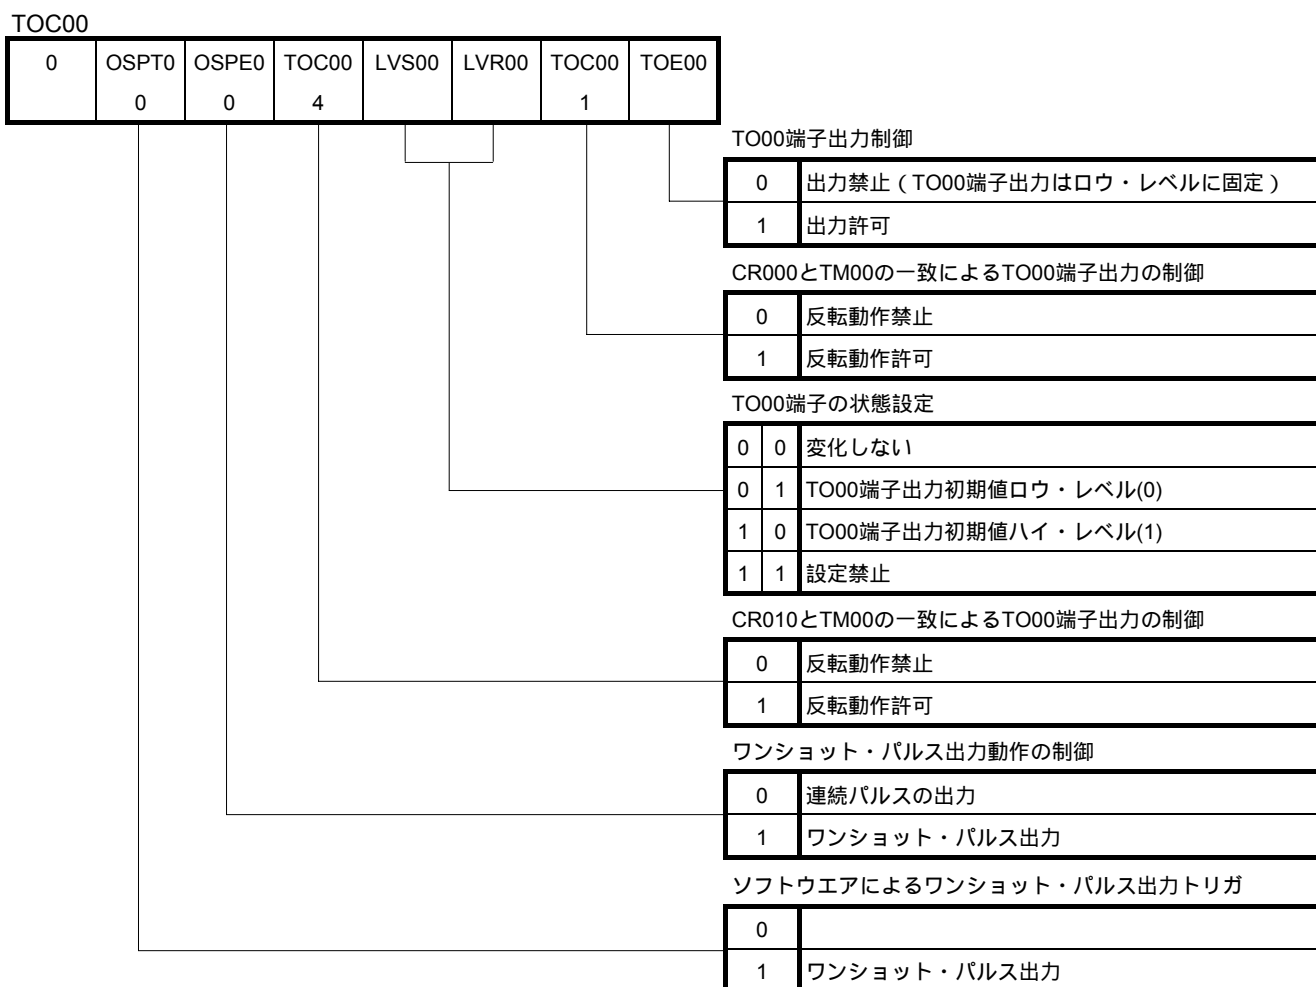 TOC00
0 OSPT0 OSPE0 TOC00 LVS00 LVR00 TOC00 TOE00
0 0 4 1
TO00端子出力制御
0 出力禁止（TO00端子出力はロウ・レベルに固定）
1 出力許可
CR000とTM00の一致によるTO00端子出力の制御
0 反転動作禁止
1 反転動作許可
TO00端子の状態設定
0 0 変化しない
0 1 TO00端子出力初期値ロウ・レベル(0)
1 0 TO00端子出力初期値ハイ・レベル(1)
1 1 設定禁止
CR010とTM00の一致によるTO00端子出力の制御
0 反転動作禁止
1 反転動作許可
ワンショット・パルス出力動作の制御
0 連続パルスの出力
1 ワンショット・パルス出力
ソフトウエアによるワンショット・パルス出力トリガ
0
1 ワンショット・パルス出力